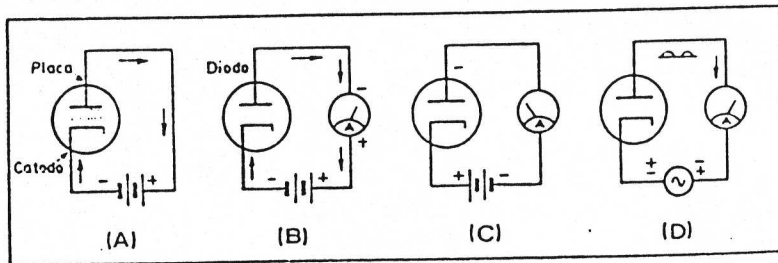 Placa
Catodo
- +
(A)
Diodo
-
A
+
- +
(B)
-
A
+ -
(C)
A
+ -
- +
(D)